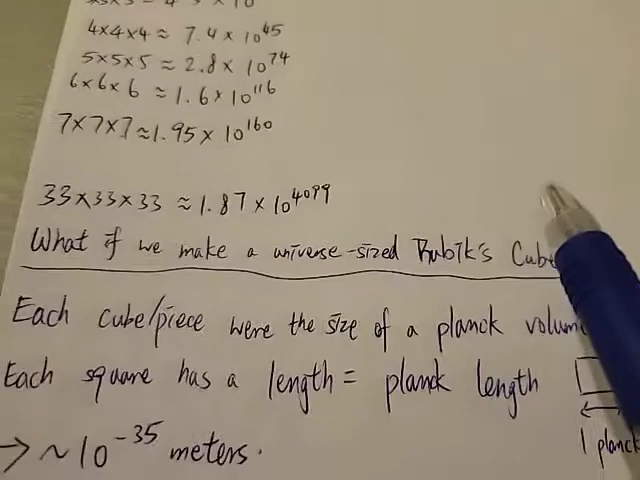 4x4x4 ≈ 7.4 x 10^45
5x5x5 ≈ 2.8 x 10^74
6x6x6 ≈ 1.6 x 10^116
7x7x7 ≈ 1.95 x 10^160
33x33x33 ≈ 1.87 x 10^4099
What if we make a universe-sized Rubik's Cube
Each cube/piece were the size of a planck volum
Each square has a length = planck length
→ ~10^-35 meters.
1 planck